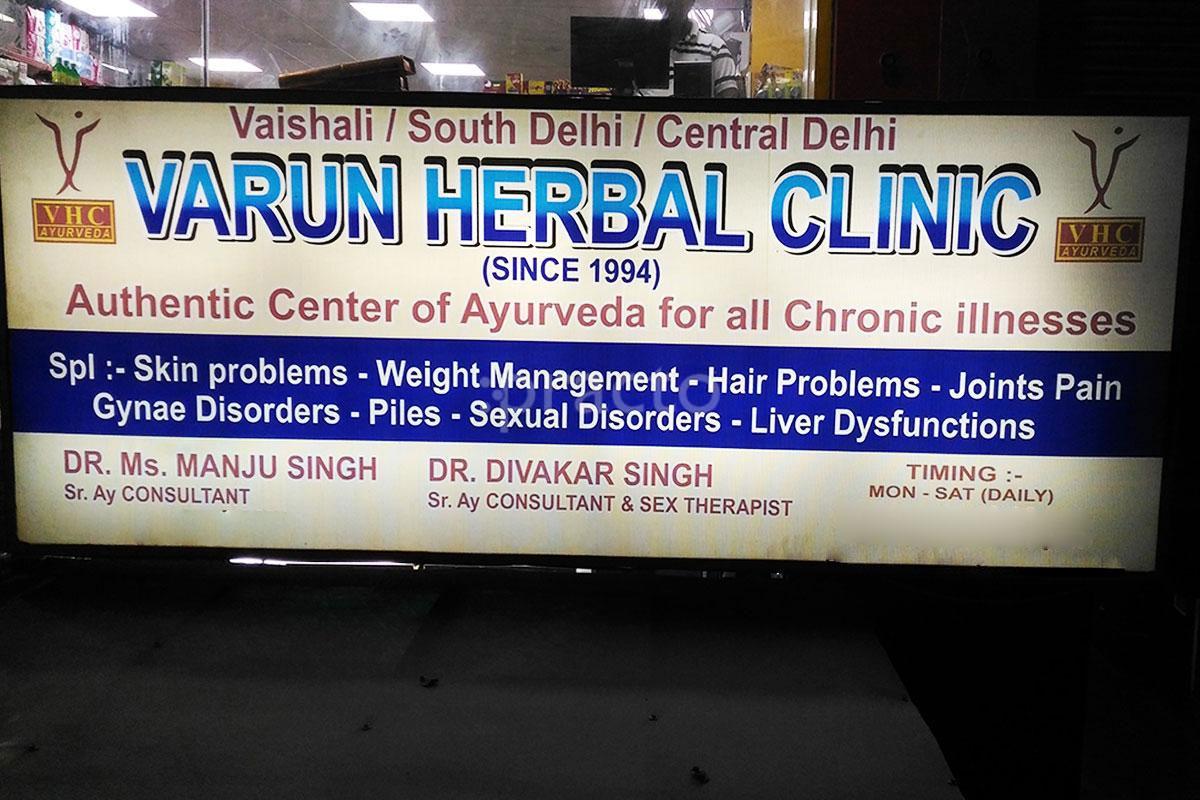 Vaishali / South Delhi / Central Delhi
VHC
AYURVEDA
VARUN HERBAL CLINIC
VHC
AYURVEDA
(SINCE 1994)
Authentic Center of Ayurveda for all Chronic illnesses
Spl :- Skin problems - Weight Management - Hair Problems - Joints Pain
Gynae Disorders - Piles - Sexual Disorders - Liver Dysfunctions
practo
DR. Ms. MANJU SINGH
Sr. Ay CONSULTANT
DR. DIVAKAR SINGH
Sr. Ay CONSULTANT & SEX THERAPIST
TIMING :-
MON - SAT (DAILY)